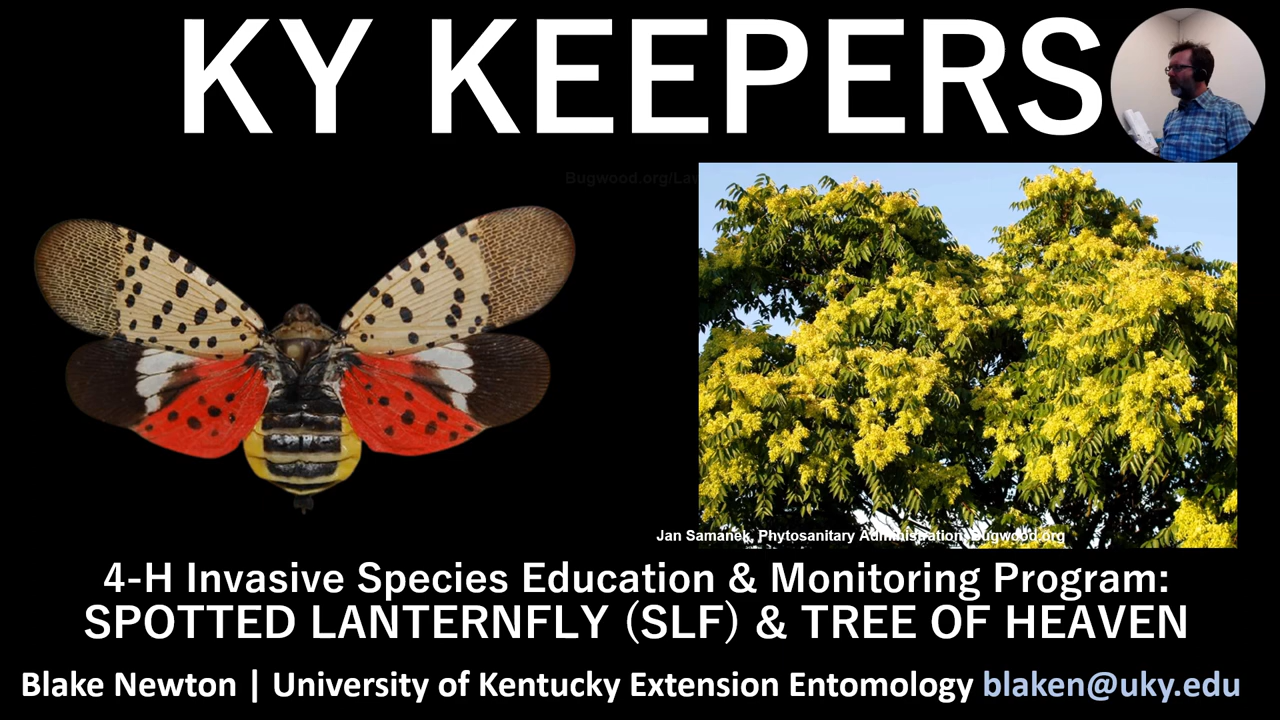 KY KEEPERS
Bugwood.org/Law
Jan Samanek, Phytosanitary Administration, Bugwood.org
4-H Invasive Species Education & Monitoring Program:
SPOTTED LANTERNFLY (SLF) & TREE OF HEAVEN
Blake Newton | University of Kentucky Extension Entomology blaken@uky.edu